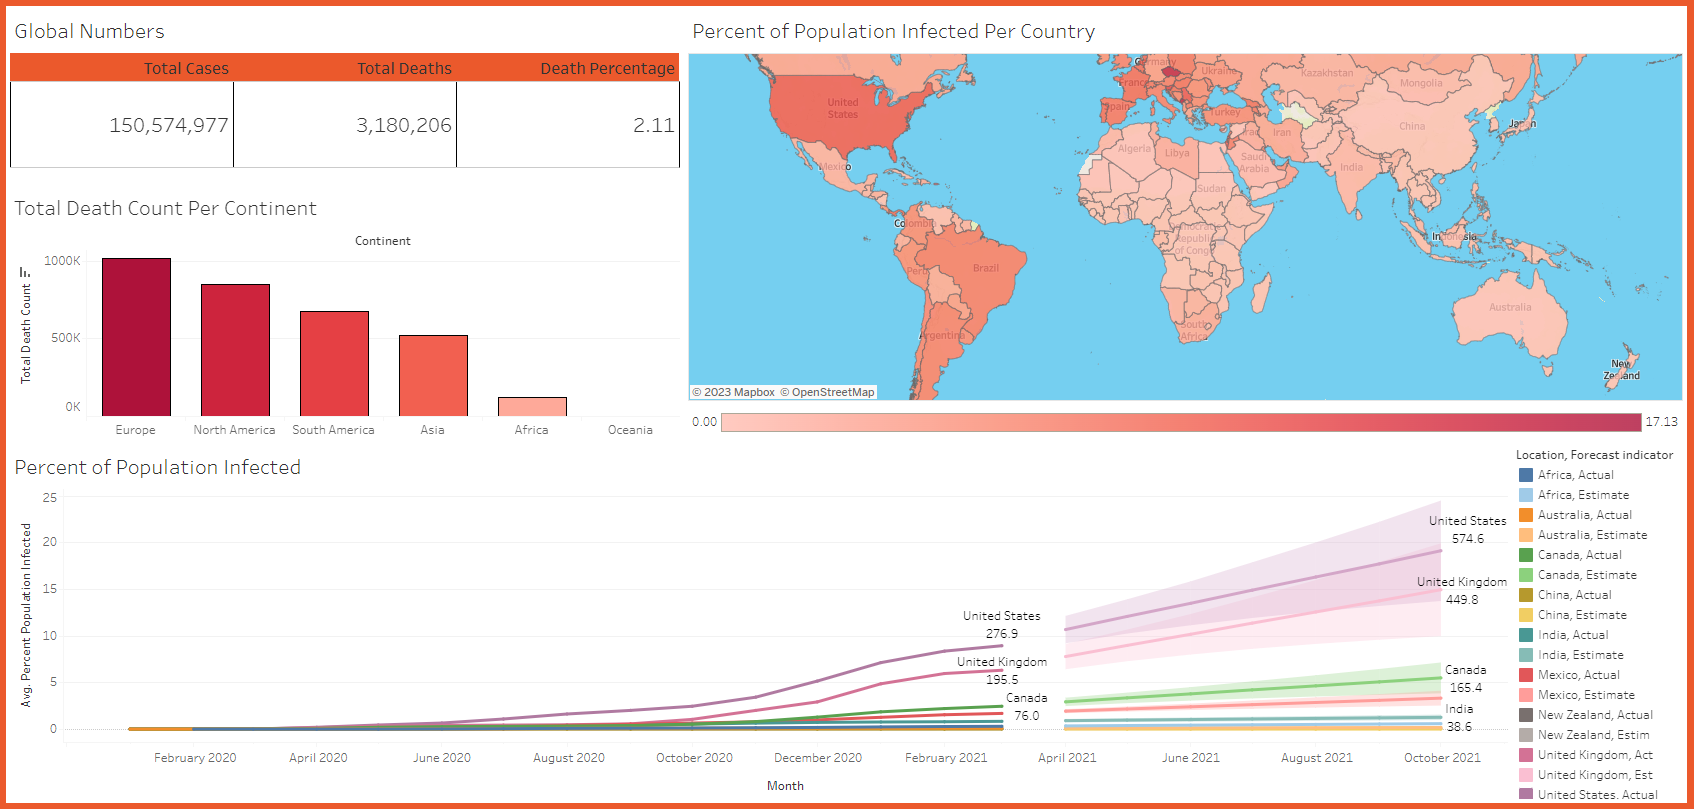 Global Numbers
Total Cases
Total Deaths
Death Percentage
150,574,977
3,180,206
2.11
Total Death Count Per Continent
Continent
Total Death Count
1000K
500K
0K
Europe
North America
South America
Asia
Africa
Oceania
Percent of Population Infected Per Country
Germany
Ukraine
France
Spain
Turkey
Kazakhstan
Mongolia
China
Japan
United
States
Mexico
Algeria
Libya
Iraq
Iran
Saudi
Arabia
India
Sudan
Colombia
Democratic
Republic
of Congo
Indonesia
Peru
Brazil
Australia
South
Africa
Argentina
New
Zealand
© 2023 Mapbox © OpenStreetMap
0.00
17.13
Percent of Population Infected
Avg. Percent Population Infected
25
20
15
10
5
0
United States
574.6
United Kingdom
449.8
United States
276.9
United Kingdom
195.5
Canada
165.4
Canada
76.0
India
38.6
February 2020
April 2020
June 2020
August 2020
October 2020
December 2020
February 2021
April 2021
June 2021
August 2021
October 2021
Month
Location, Forecast indicator
Africa, Actual
Africa, Estimate
Australia, Actual
Australia, Estimate
Canada, Actual
Canada, Estimate
China, Actual
China, Estimate
India, Actual
India, Estimate
Mexico, Actual
Mexico, Estimate
New Zealand, Actual
New Zealand, Estim
United Kingdom, Act
United Kingdom, Est
United States, Actual